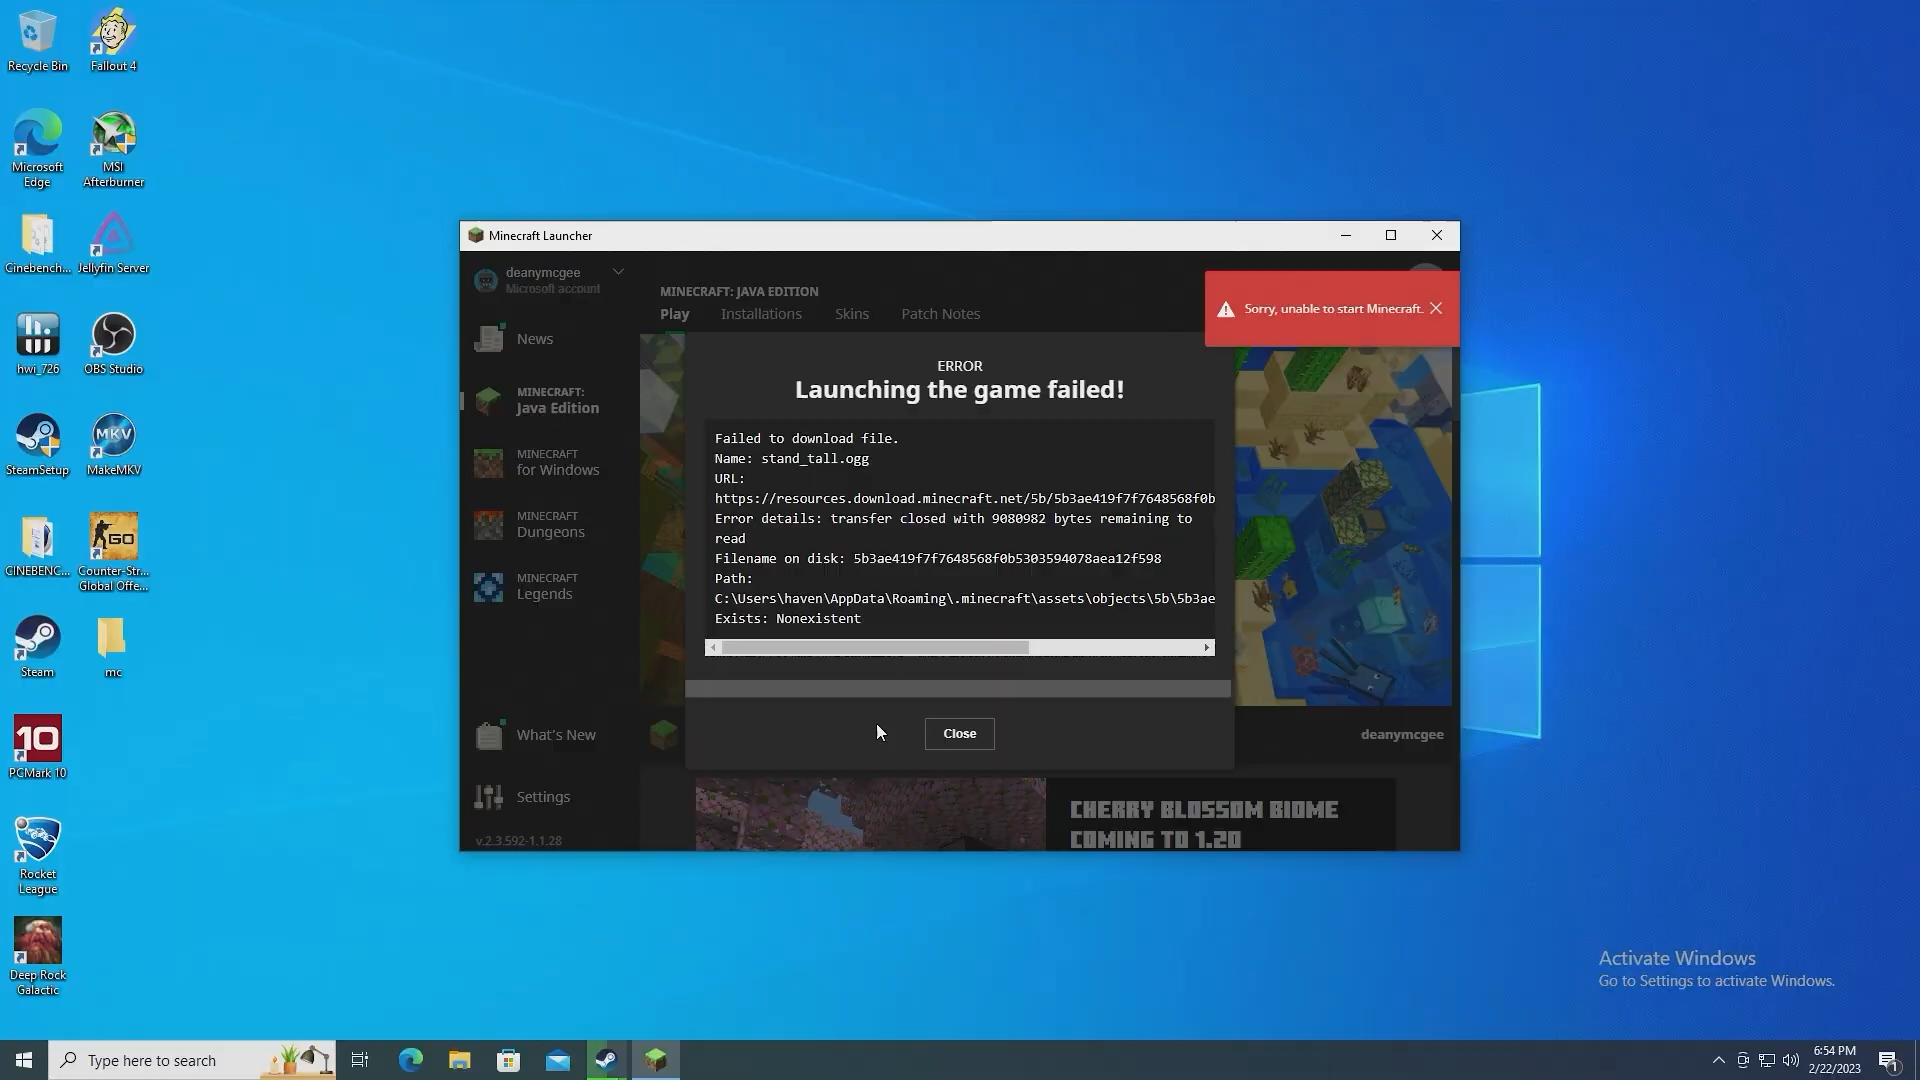 Recycle Bin
Fallout 4
Microsoft
Edge
MSI
Afterburner
Cinebench...
Jellyfin Server
hwi_726
OBS Studio
SteamSetup
MKV
MakeMKV
CINEBENC...
GO
Counter-Str...
Global Offe...
Steam
mc
10
PCMark 10
Rocket
League
Deep Rock
Galactic
Minecraft Launcher
deanymcgee
Microsoft account
News
MINECRAFT:
Java Edition
MINECRAFT
for Windows
MINECRAFT
Dungeons
MINECRAFT
Legends
What's New
Settings
v.2.3.592-1.1.28
MINECRAFT: JAVA EDITION
Play
Installations
Skins
Patch Notes
Sorry, unable to start Minecraft.
ERROR
Launching the game failed!
Failed to download file.
Name: stand_tall.ogg
URL:
https://resources.download.minecraft.net/5b/5b3ae419f7f7648568f0b
Error details: transfer closed with 9080982 bytes remaining to
read
Filename on disk: 5b3ae419f7f7648568f0b5303594078aea12f598
Path:
C:\Users\haven\AppData\Roaming\.minecraft\assets\objects\5b\5b3ae
Exists: Nonexistent
Close
deanymcgee
CHERRY BLOSSOM BIOME
COMING TO 1.20
Activate Windows
Go to Settings to activate Windows.
Type here to search
6:54 PM
2/22/2023
1